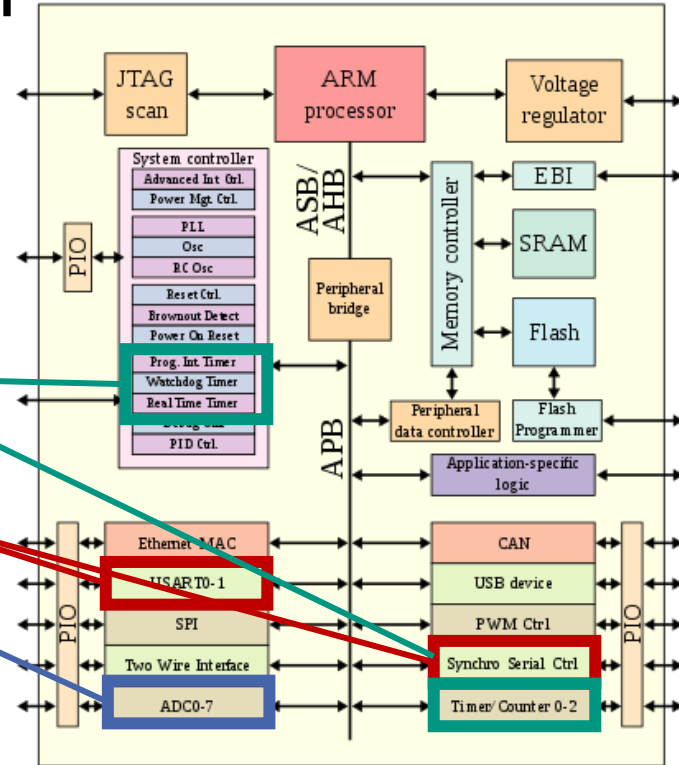 JTAG
scan
ARM
processor
Voltage
regulator
System controller
Advanced Int Ctrl.
Power Mgt. Ctrl.
PLL
Osc
RC Osc
Reset Ctrl.
Brownout Detect
Power On Reset
Prog. Int Timer
Watchdog Timer
Real Time Timer
PID Ctrl.
PIO
ASB/
AHB
Peripheral
bridge
APB
Memory controller
EBI
SRAM
Flash
Peripheral
data controller
Flash
Programmer
Application-specific
logic
PIO
Ethernet MAC
USART0-1
SPI
Two Wire Interface
ADC0-7
CAN
USB device
PWM Ctrl
Synchro Serial Ctrl
Timer/Counter 0-2
PIO